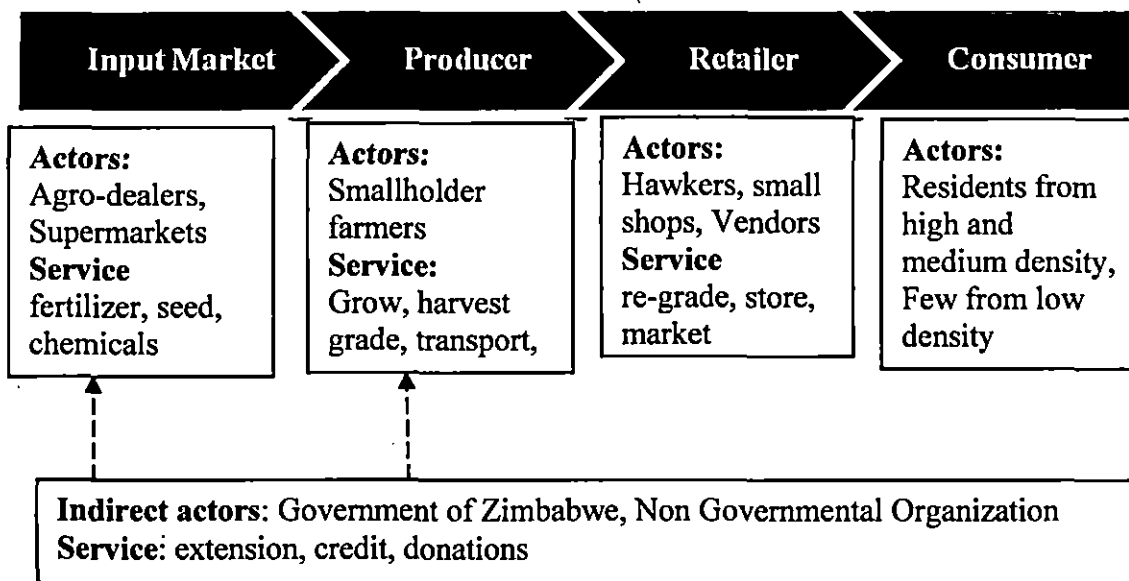 Input Market
Producer
Retailer
Consumer
Actors:
Agro-dealers,
Supermarkets
Service
fertilizer, seed,
chemicals
Actors:
Smallholder
farmers
Service:
Grow, harvest
grade, transport,
Actors:
Hawkers, small
shops, Vendors
Service
re-grade, store,
market
Actors:
Residents from
high and
medium density,
Few from low
density
Indirect actors: Government of Zimbabwe, Non Governmental Organization
Service: extension, credit, donations